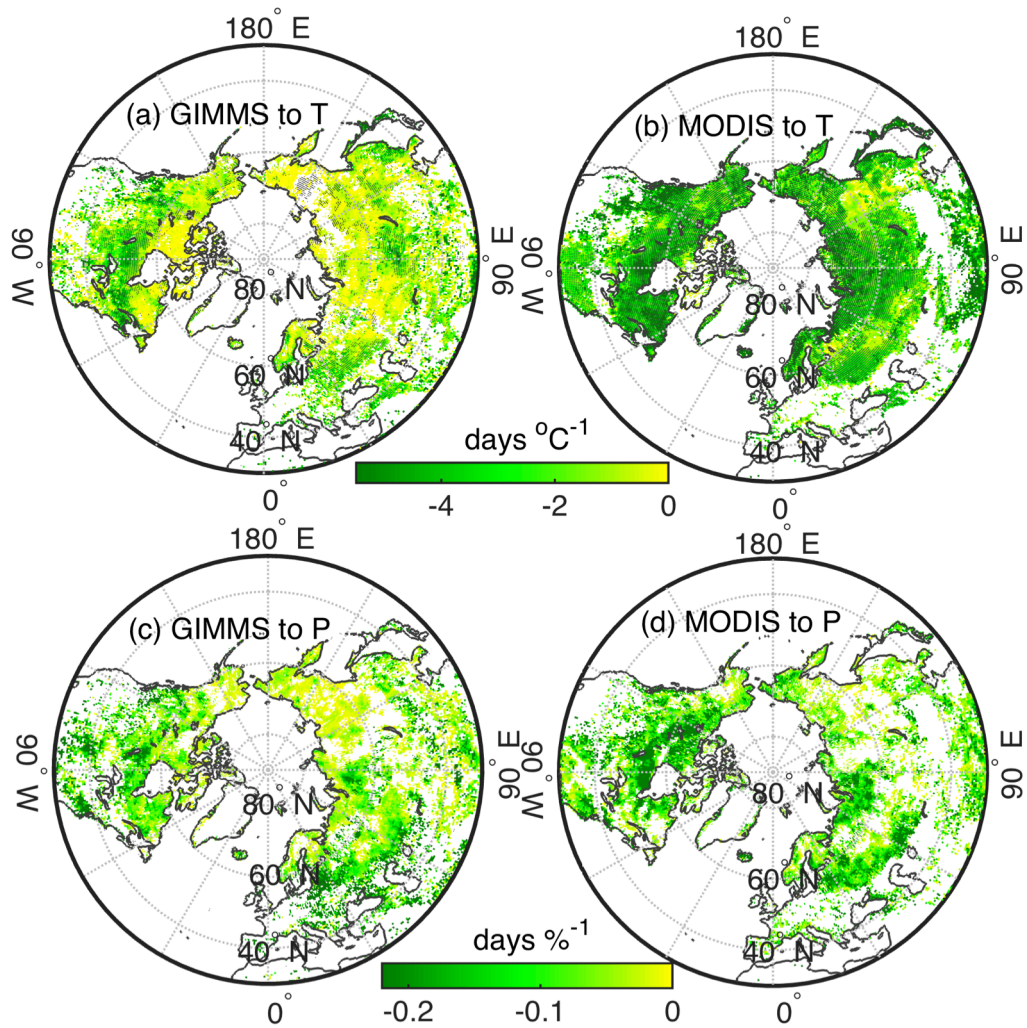 180° E
180° E
(a) GIMMS to T
(b) MODIS to T
90° W
90° E
90° W
90° E
80° N
80° N
60° N
60° N
40° N
40° N
days °C-1
-4
-2
0
0°
0°
180° E
180° E
(c) GIMMS to P
(d) MODIS to P
90° W
90° E
90° W
90° E
80° N
80° N
60° N
60° N
40° N
40° N
days %-1
-0.2
-0.1
0
0°
0°